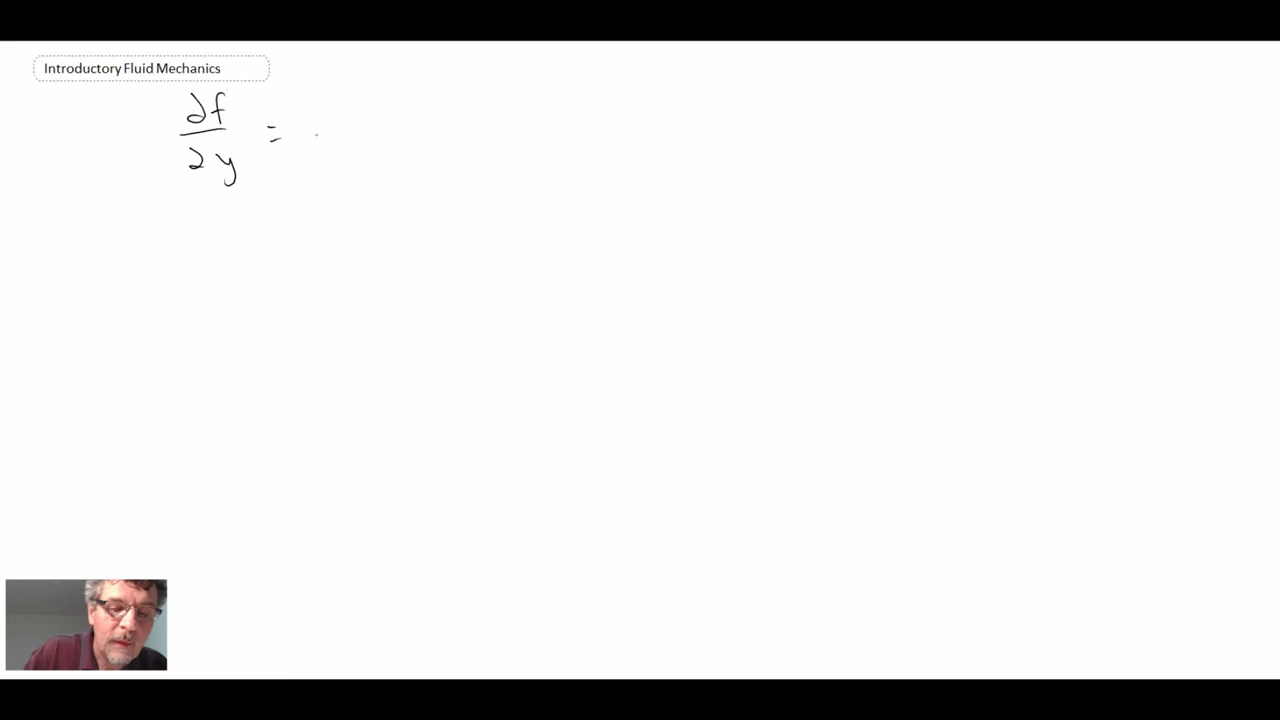 Introductory Fluid Mechanics
∂f
∂y =